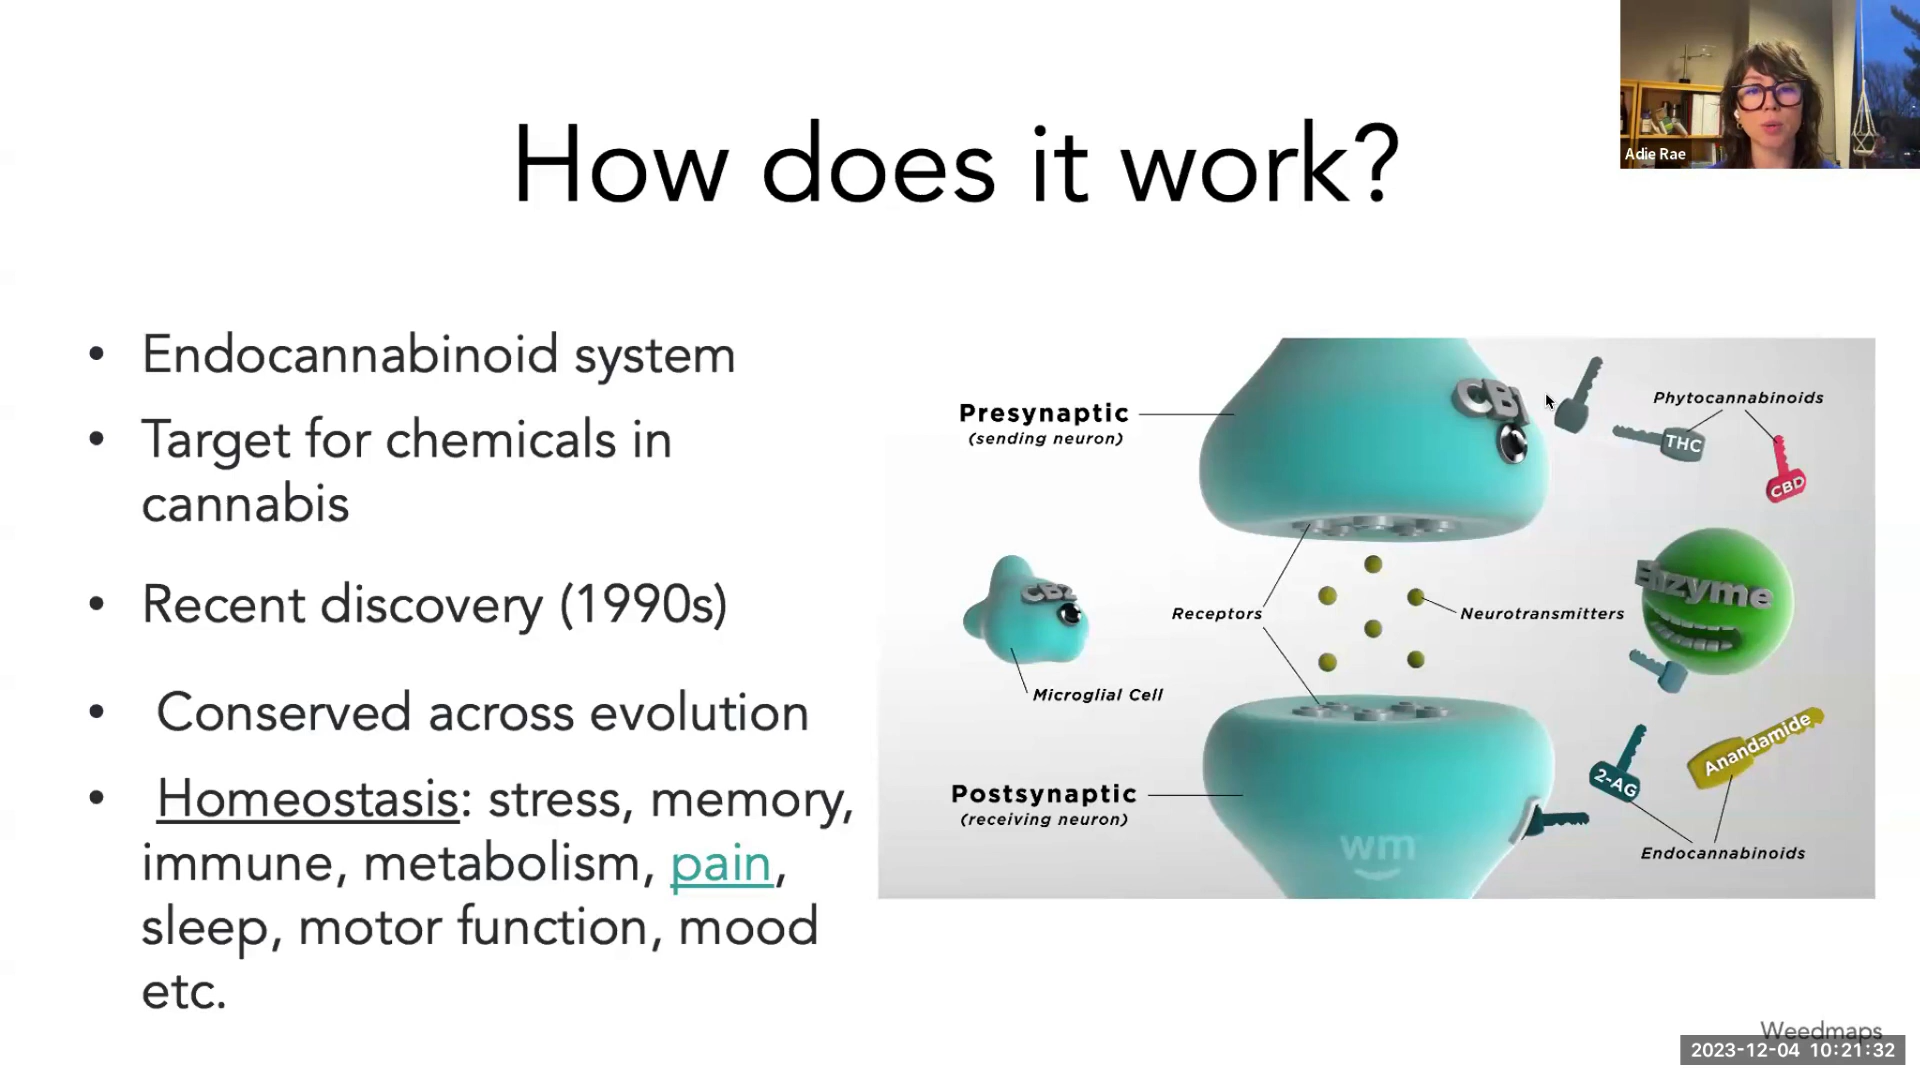 Adie Rae
How does it work?
• Endocannabinoid system
• Target for chemicals in
cannabis
• Recent discovery (1990s)
• Conserved across evolution
• Homeostasis: stress, memory,
immune, metabolism, pain,
sleep, motor function, mood
etc.
Presynaptic
(sending neuron)
CB1
Phytocannabinoids
THC
CBD
CB2
Microglial Cell
Receptors
Neurotransmitters
Enzyme
Postsynaptic
(receiving neuron)
wm
2-AG
Anandamide
Endocannabinoids
Weedmaps
2023-12-04 10:21:32